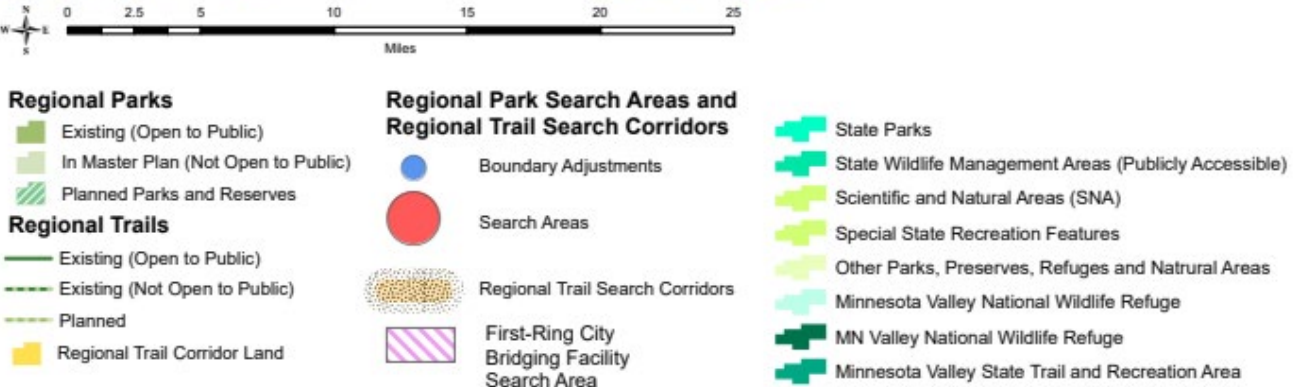 N
W E
S
0 2.5 5 10 15 20 25
Miles
Regional Parks
Existing (Open to Public)
In Master Plan (Not Open to Public)
Planned Parks and Reserves
Regional Trails
Existing (Open to Public)
Existing (Not Open to Public)
Planned
Regional Trail Corridor Land
Regional Park Search Areas and
Regional Trail Search Corridors
Boundary Adjustments
Search Areas
Regional Trail Search Corridors
First-Ring City
Bridging Facility
Search Area
State Parks
State Wildlife Management Areas (Publicly Accessible)
Scientific and Natural Areas (SNA)
Special State Recreation Features
Other Parks, Preserves, Refuges and Natrural Areas
Minnesota Valley National Wildlife Refuge
MN Valley National Wildlife Refuge
Minnesota Valley State Trail and Recreation Area